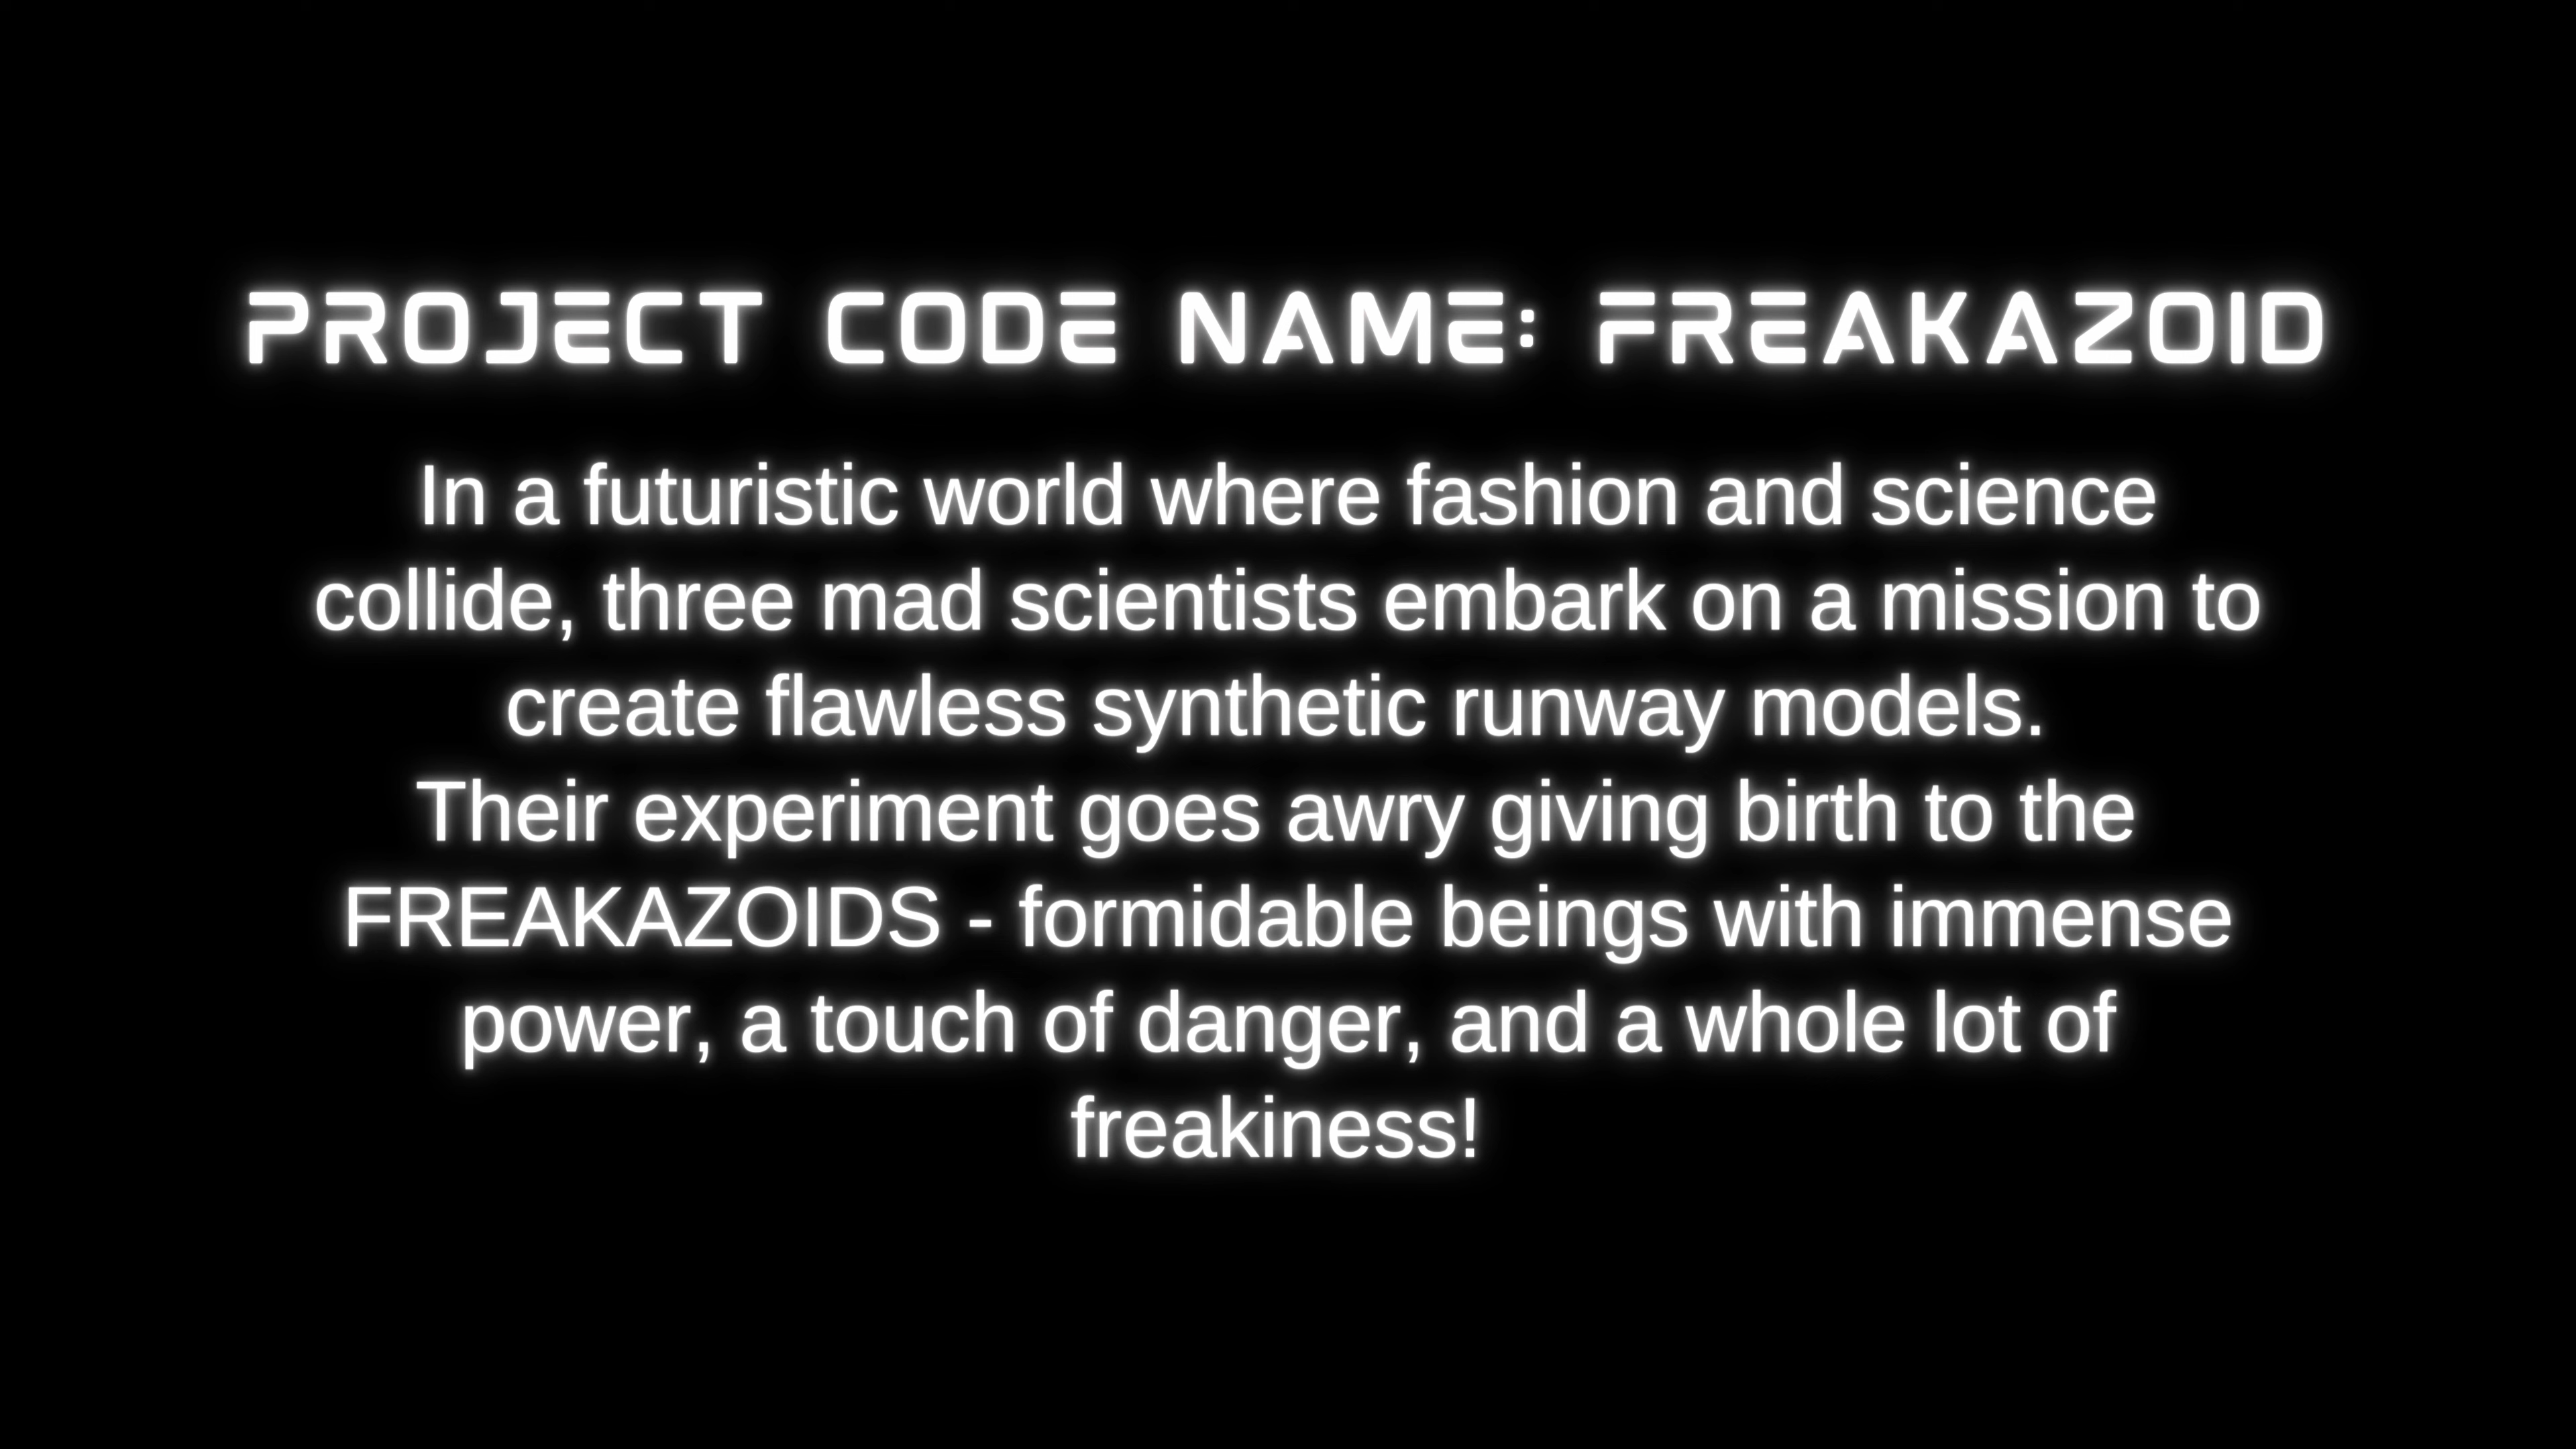 PROJECT CODE NAME: FREAKAZOID
In a futuristic world where fashion and science
collide, three mad scientists embark on a mission to
create flawless synthetic runway models.
Their experiment goes awry giving birth to the
FREAKAZOIDS - formidable beings with immense
power, a touch of danger, and a whole lot of
freakiness!